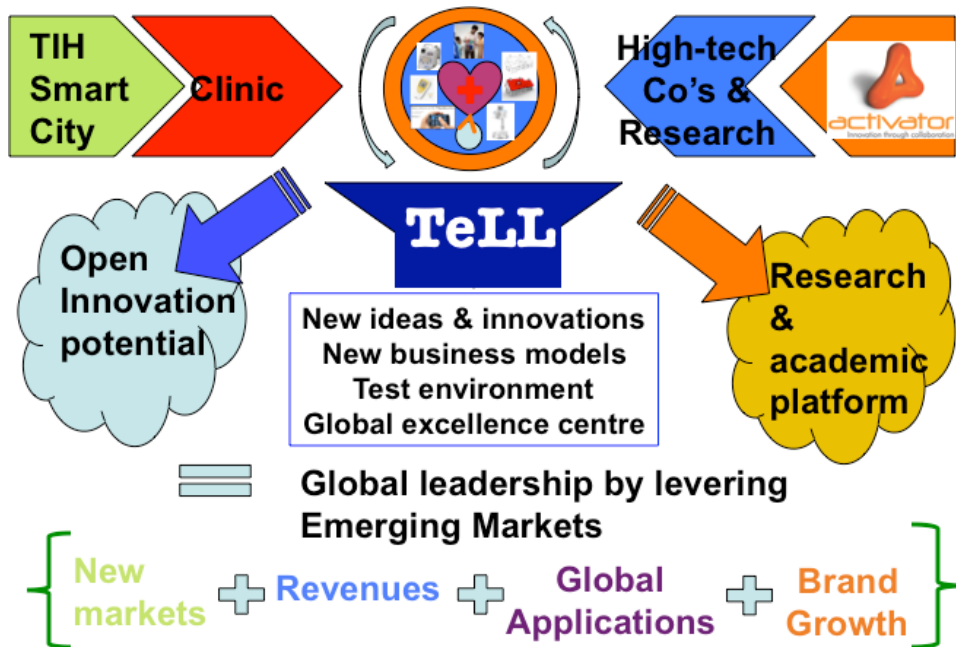 TIH
Smart
City
Clinic
High-tech
Co's &
Research
activator
Innovation through collaboration
TeLL
Open
Innovation
potential
New ideas & innovations
New business models
Test environment
Global excellence centre
Research
&
academic
platform
Global leadership by levering
Emerging Markets
New
markets
Revenues
Global
Applications
Brand
Growth